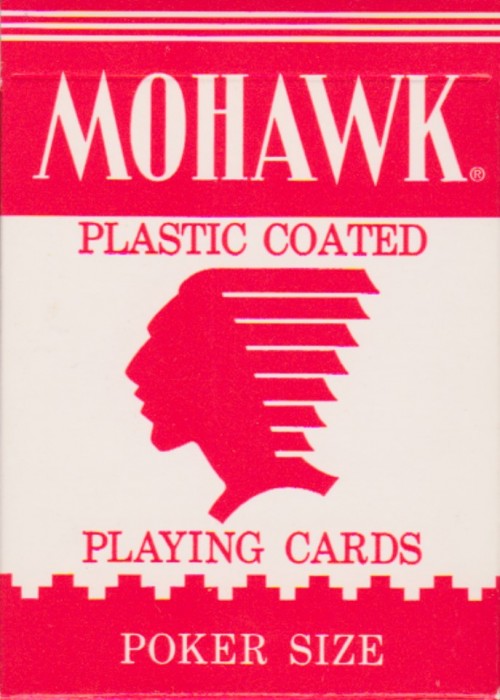 MOHAWK®
PLASTIC COATED
PLAYING CARDS
POKER SIZE